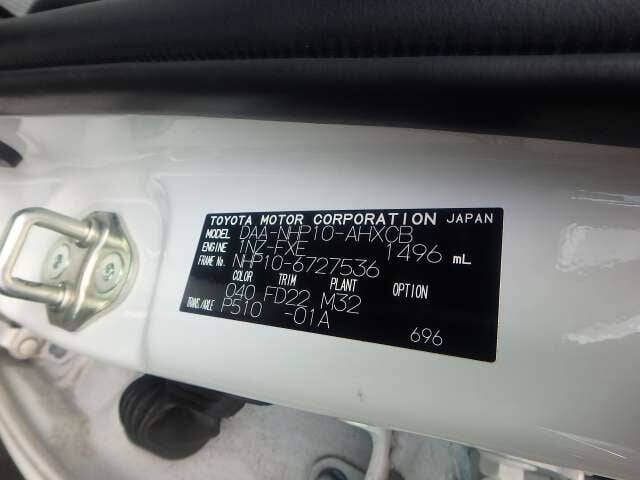 TOYOTA MOTOR CORPORATION JAPAN
MODEL DAA-NHP10-AHXCB
ENGINE 1NZ-FXE 1496 mL
FRAME No. NHP10-6727536
COLOR TRIM PLANT OPTION
040 FD22 M32
TRANS./AXLE P510 -01A
696